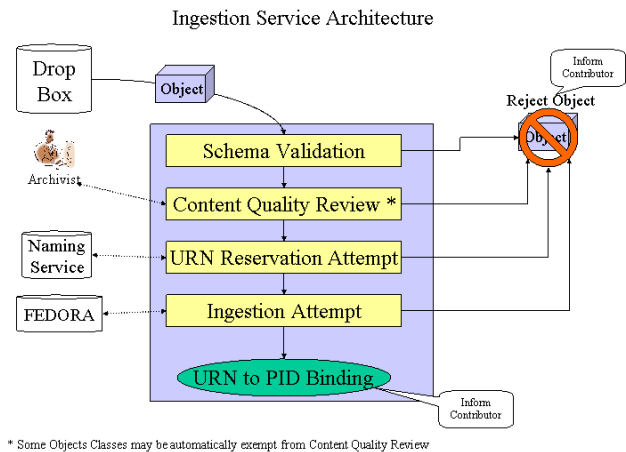 Ingestion Service Architecture
Drop
Box
Object
Inform
Contributor
Reject Object
Object
Schema Validation
Archivist
Content Quality Review *
Naming
Service
URN Reservation Attempt
FEDORA
Ingestion Attempt
URN to PID Binding
Inform
Contributor
* Some Objects Classes may be automatically exempt from Content Quality Review